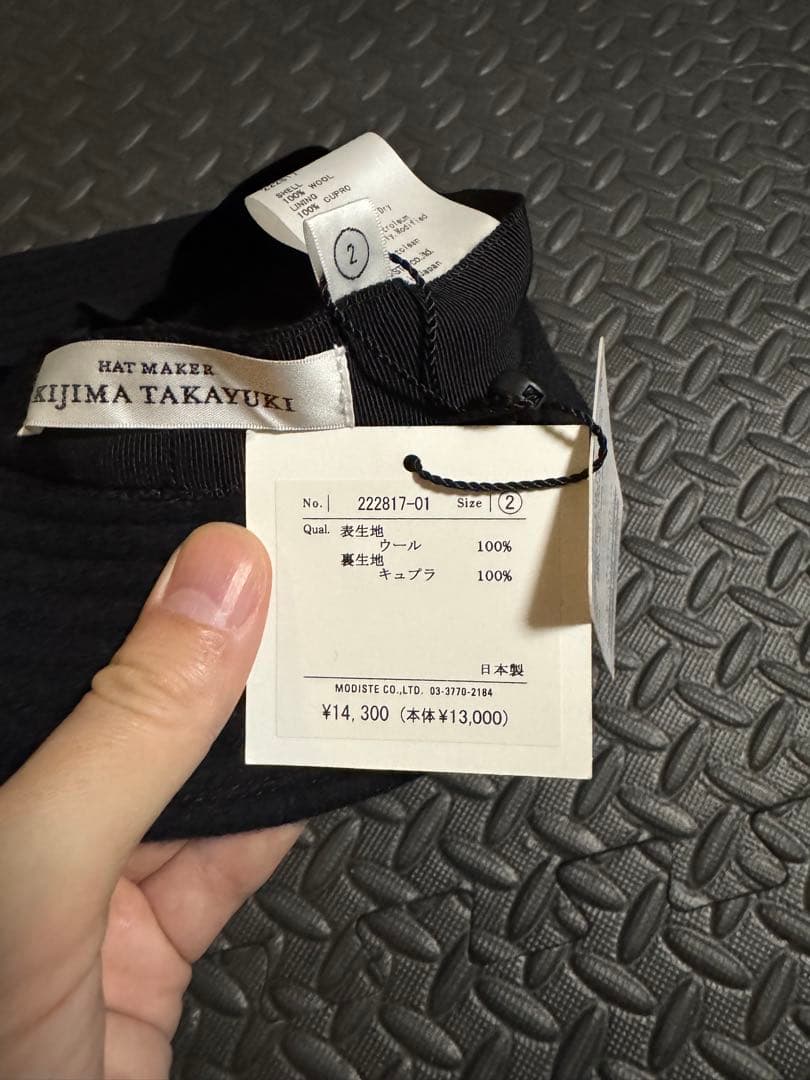 SHELL
100% WOOL
LINING
100% CUPRO
Dry
2
HAT MAKER
KIJIMA TAKAYUKI
No. 222817-01 Size ②
Qual. 表生地
ウール 100%
裏生地
キュプラ 100%
日本製
MODISTE CO.,LTD. 03-3770-2184
¥14,300 (本体¥13,000)